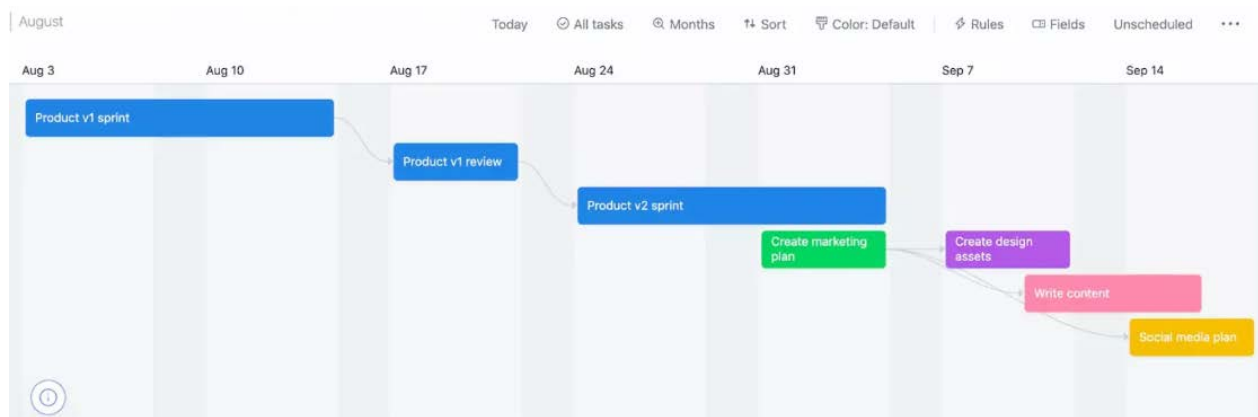 August
Today All tasks Months Sort Color: Default Rules Fields Unscheduled
Aug 3 Aug 10 Aug 17 Aug 24 Aug 31 Sep 7 Sep 14
Product v1 sprint
Product v1 review
Product v2 sprint
Create marketing
plan
Create design
assets
Write content
Social media plan